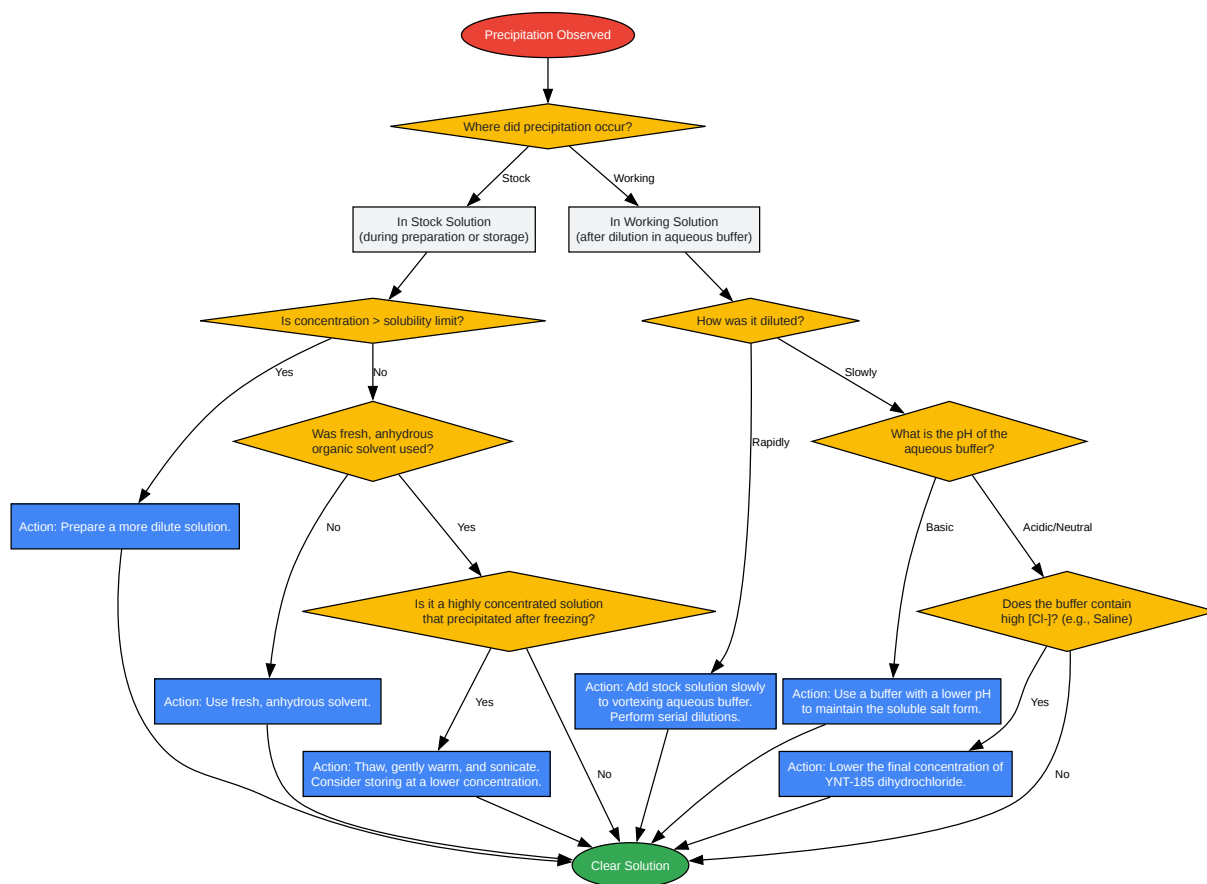 Precipitation Observed
Where did precipitation occur?
Stock
Working
In Stock Solution
(during preparation or storage)
In Working Solution
(after dilution in aqueous buffer)
Is concentration > solubility limit?
How was it diluted?
Yes
No
Slowly
Was fresh, anhydrous
organic solvent used?
Rapidly
What is the pH of the
aqueous buffer?
Action: Prepare a more dilute solution.
No
Yes
Basic
Acidic/Neutral
Is it a highly concentrated solution
that precipitated after freezing?
Does the buffer contain
high [Cl-]? (e.g., Saline)
Action: Use fresh, anhydrous solvent.
Yes
Action: Add stock solution slowly
to vortexing aqueous buffer.
Perform serial dilutions.
Action: Use a buffer with a lower pH
to maintain the soluble salt form.
Yes
Action: Thaw, gently warm, and sonicate.
Consider storing at a lower concentration.
No
Action: Lower the final concentration of
YNT-185 dihydrochloride.
No
Clear Solution